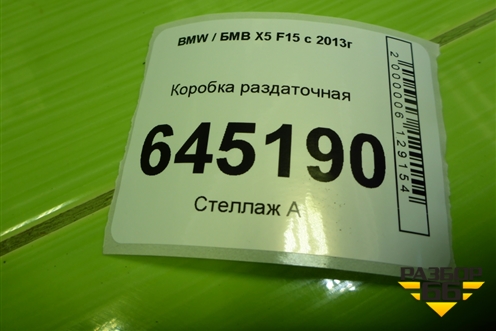 BMW / БМВ X5 F15 с 2013г
Коробка раздаточная
645190
Стеллаж А
2000006129154
РАЗБОР
66